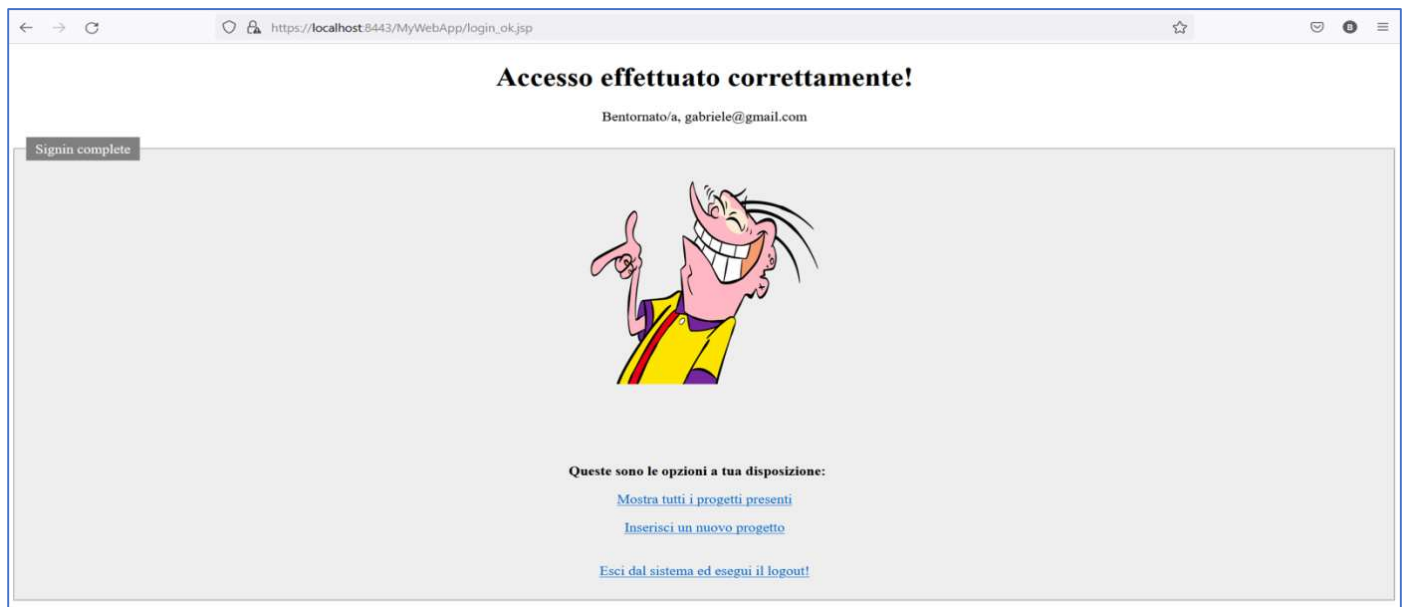 https://localhost:8443/MyWebApp/login_ok.jsp
B
Accesso effettuato correttamente!
Bentornato/a, gabriele@gmail.com
Signin complete
Queste sono le opzioni a tua disposizione:
Mostra tutti i progetti presenti
Inserisci un nuovo progetto
Esci dal sistema ed esegui il logout!